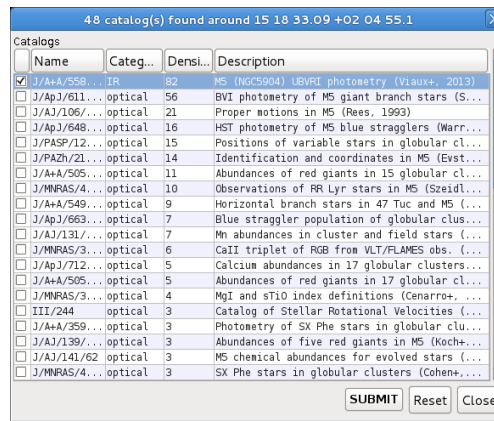 48 catalog(s) found around 15 18 33.09 +02 04 55.1
Catalogs
Name Categ... Densi... Description
J/A+A/558... IR 82 M5 (NGC5904) UBVRI photometry (Viaux+, 2013)
J/ApJ/611... optical 56 BVI photometry of M5 giant branch stars (S...
J/AJ/106/... optical 21 Proper motions in M5 (Rees, 1993)
J/ApJ/648... optical 16 HST photometry of M5 blue stragglers (Warr...
J/PASP/12... optical 15 Positions of variable stars in globular cl...
J/PAZh/21... optical 14 Identification and coordinates in M5 (Evst...
J/A+A/505... optical 11 Abundances of red giants in 15 globular cl...
J/MNRAS/4... optical 10 Observations of RR Lyr stars in M5 (Szeidl...
J/A+A/549... optical 9 Horizontal branch stars in 47 Tuc and M5 (...
J/ApJ/663... optical 7 Blue straggler population of globular clus...
J/AJ/131/... optical 7 Mn abundances in cluster and field stars (...
J/MNRAS/3... optical 6 CaII triplet of RGB from VLT/FLAMES obs. (...
J/ApJ/712... optical 5 Calcium abundances in 17 globular clusters...
J/A+A/505... optical 5 Abundances of red giants in 17 globular cl...
J/MNRAS/3... optical 4 MgI and sTiO index definitions (Cenarro+, ...
III/244 optical 3 Catalog of Stellar Rotational Velocities (...
J/A+A/359... optical 3 Photometry of SX Phe stars in globular clu...
J/AJ/139/... optical 3 Abundances of five red giants in M5 (Koch+...
J/AJ/141/62 optical 3 M5 chemical abundances for evolved stars (...
J/MNRAS/4... optical 3 SX Phe stars in globular clusters (Cohen+,...
SUBMIT Reset Close